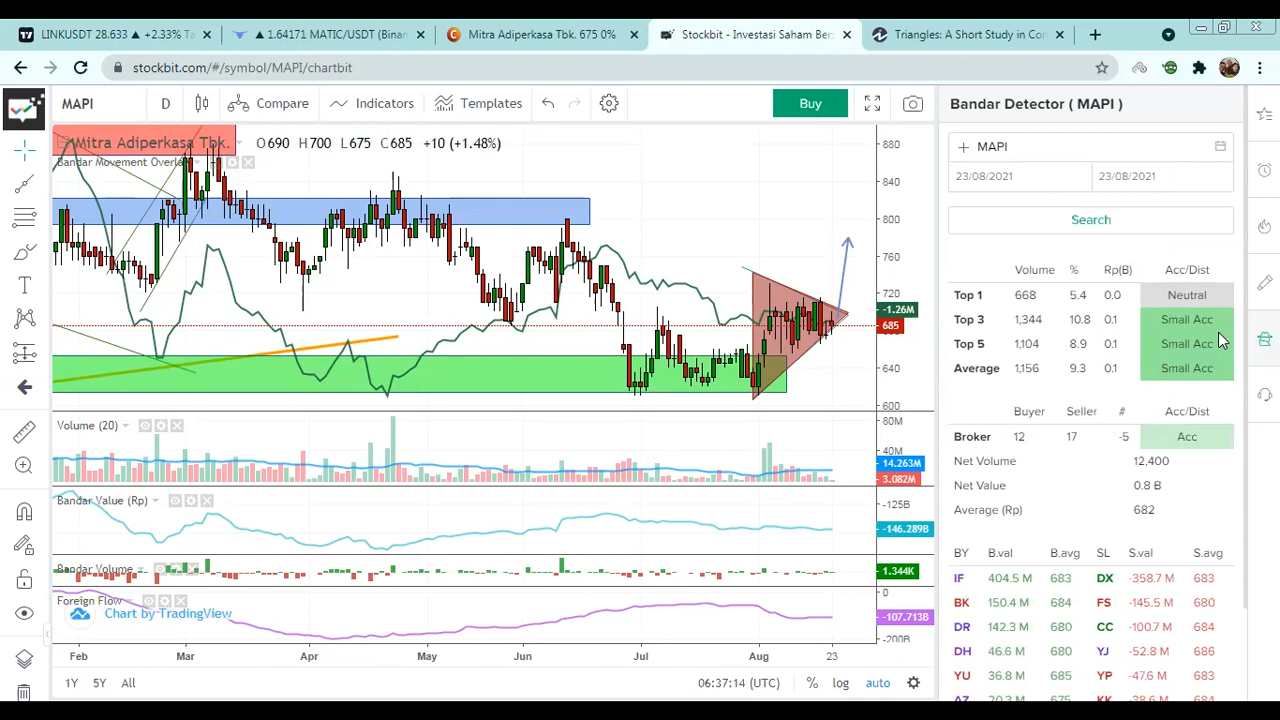 LINKUSDT 28.633 ▲ +2.33% Ta
▲ 1.64171 MATIC/USDT (Binan
Mitra Adiperkasa Tbk. 675 0%
Stockbit - Investasi Saham Ber
Triangles: A Short Study in Con
stockbit.com/#/symbol/MAPI/chartbit
MAPI D Compare Indicators Templates Buy
Mitra Adiperkasa Tbk. O690 H700 L675 C685 +10 (+1.48%)
Bandar Movement Overlay
880
840
800
760
720
-1.26M
685
640
600
Volume (20)
80M
40M
14.263M
3.082M
Bandar Value (Rp)
-125B
-146.289B
Bandar Volume
1.344K
Foreign Flow
0
-107.713B
-200B
Chart by TradingView
Feb Mar Apr May Jun Jul Aug 23
1Y 5Y All 06:37:14 (UTC) % log auto
Bandar Detector ( MAPI )
MAPI
23/08/2021 23/08/2021
Search
Volume % Rp(B) Acc/Dist
Top 1 668 5.4 0.0 Neutral
Top 3 1,344 10.8 0.1 Small Acc
Top 5 1,104 8.9 0.1 Small Acc
Average 1,156 9.3 0.1 Small Acc
Buyer Seller # Acc/Dist
Broker 12 17 -5 Acc
Net Volume 12,400
Net Value 0.8 B
Average (Rp) 682
BY B.val B.avg SL S.val S.avg
IF 404.5 M 683 DX -358.7 M 683
BK 150.4 M 684 FS -145.5 M 680
DR 142.3 M 680 CC -100.7 M 684
DH 46.6 M 680 YJ -52.8 M 686
YU 36.8 M 685 YP -47.6 M 683
AZ 20.3 M 675 KK -38.6 M 684